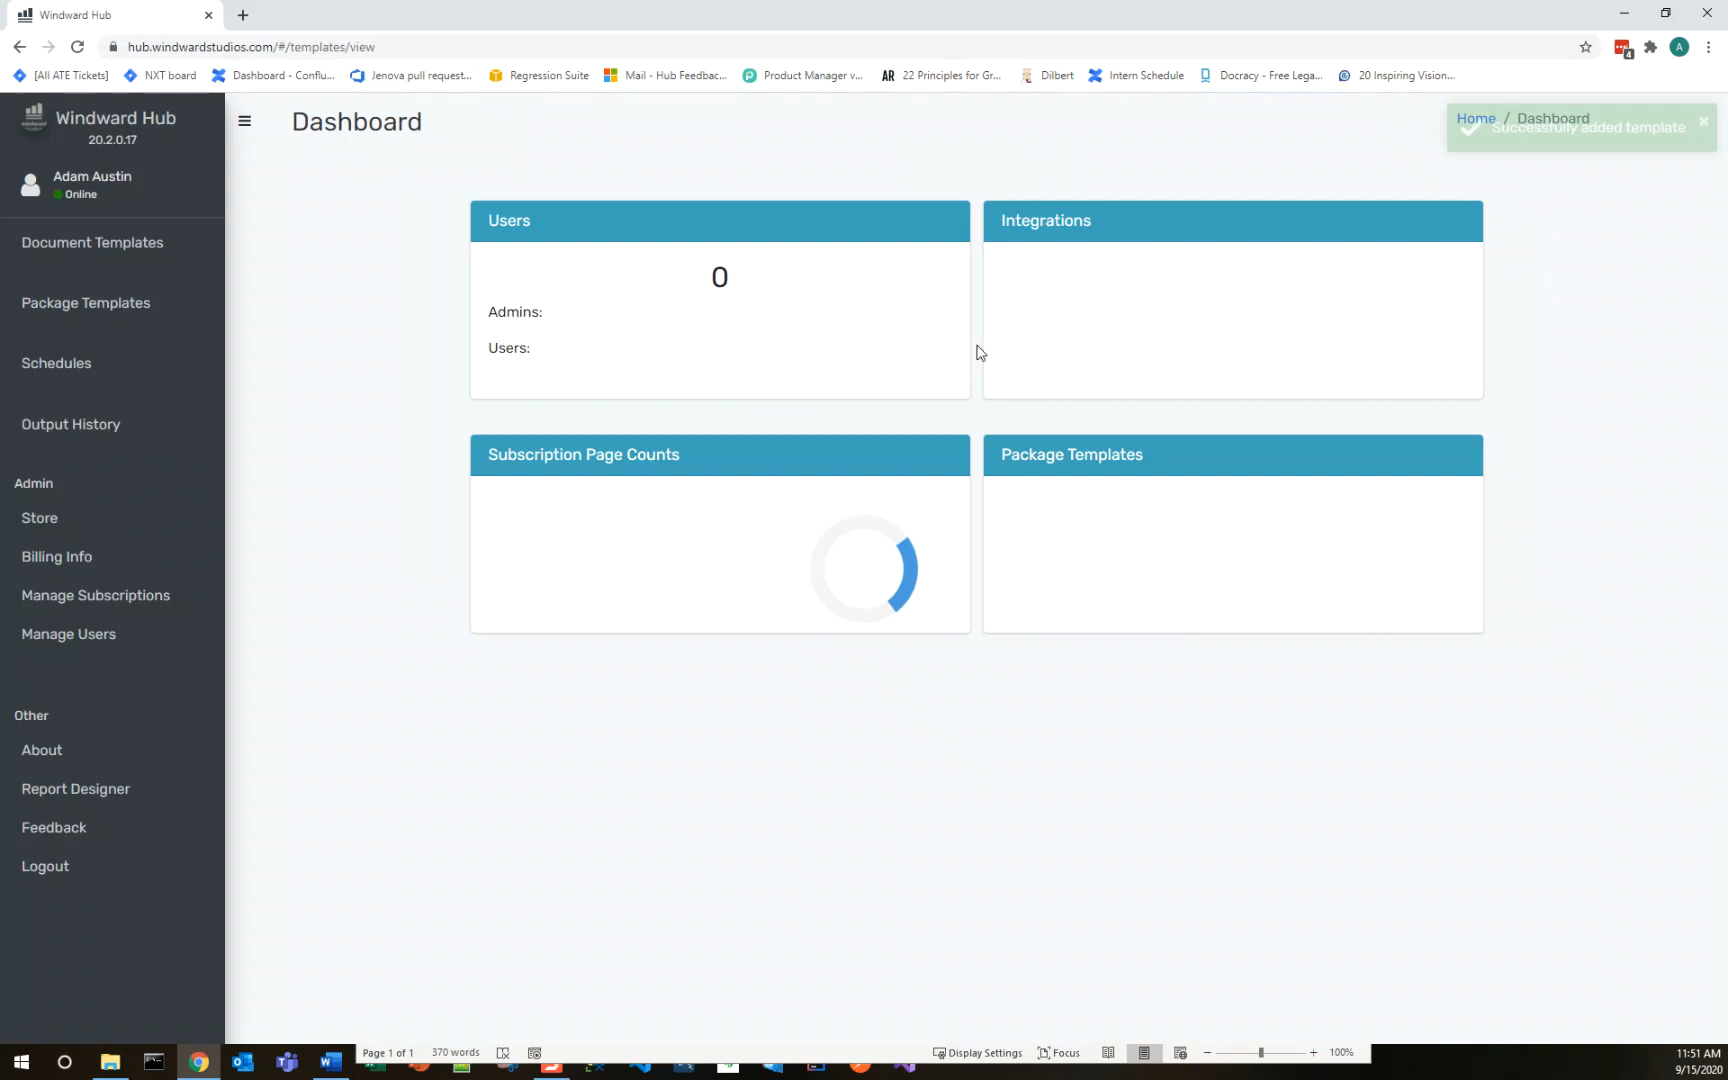 Windward Hub
hub.windwardstudios.com/#/templates/view
[All ATE Tickets]
NXT board
Dashboard - Conflu...
Jenova pull request...
Regression Suite
Mail - Hub Feedbac...
Product Manager v...
AR 22 Principles for Gr...
Dilbert
Intern Schedule
Docracy - Free Lega...
20 Inspiring Vision...
Windward Hub
20.2.0.17
Adam Austin
Online
Document Templates
Package Templates
Schedules
Output History
Admin
Store
Billing Info
Manage Subscriptions
Manage Users
Other
About
Report Designer
Feedback
Logout
Dashboard
Home / Dashboard
Successfully added template
Users
0
Admins:
Users:
Integrations
Subscription Page Counts
Package Templates
Page 1 of 1
370 words
Display Settings
Focus
100%
11:51 AM
9/15/2020